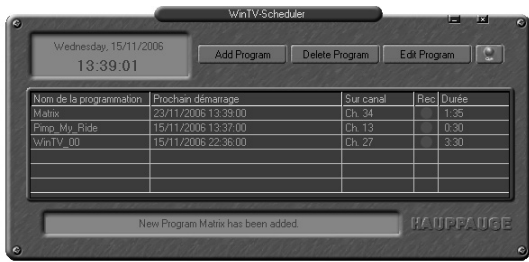 WinTV-Scheduler
Wednesday, 15/11/2006
13:39:01
Add Program Delete Program Edit Program
Nom de la programmation Prochain démarrage Sur canal Rec Durée
Matrix 23/11/2006 13:39:00 Ch. 34 1:35
Pimp_My_Ride 15/11/2006 13:37:00 Ch. 13 0:30
WinTV_00 15/11/2006 22:36:00 Ch. 27 3:30
New Program Matrix has been added.
HAUPPAUGE